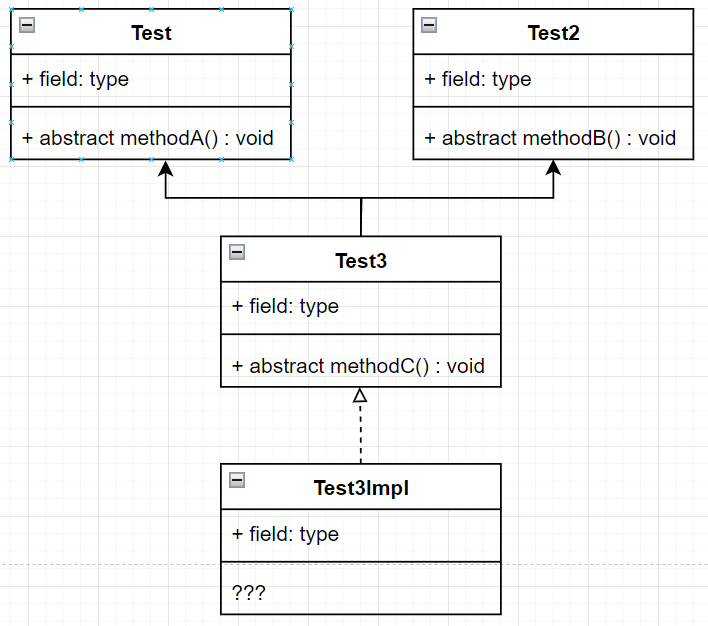 Test
+ field: type
+ abstract methodA() : void
Test2
+ field: type
+ abstract methodB() : void
Test3
+ field: type
+ abstract methodC() : void
Test3Impl
+ field: type
???